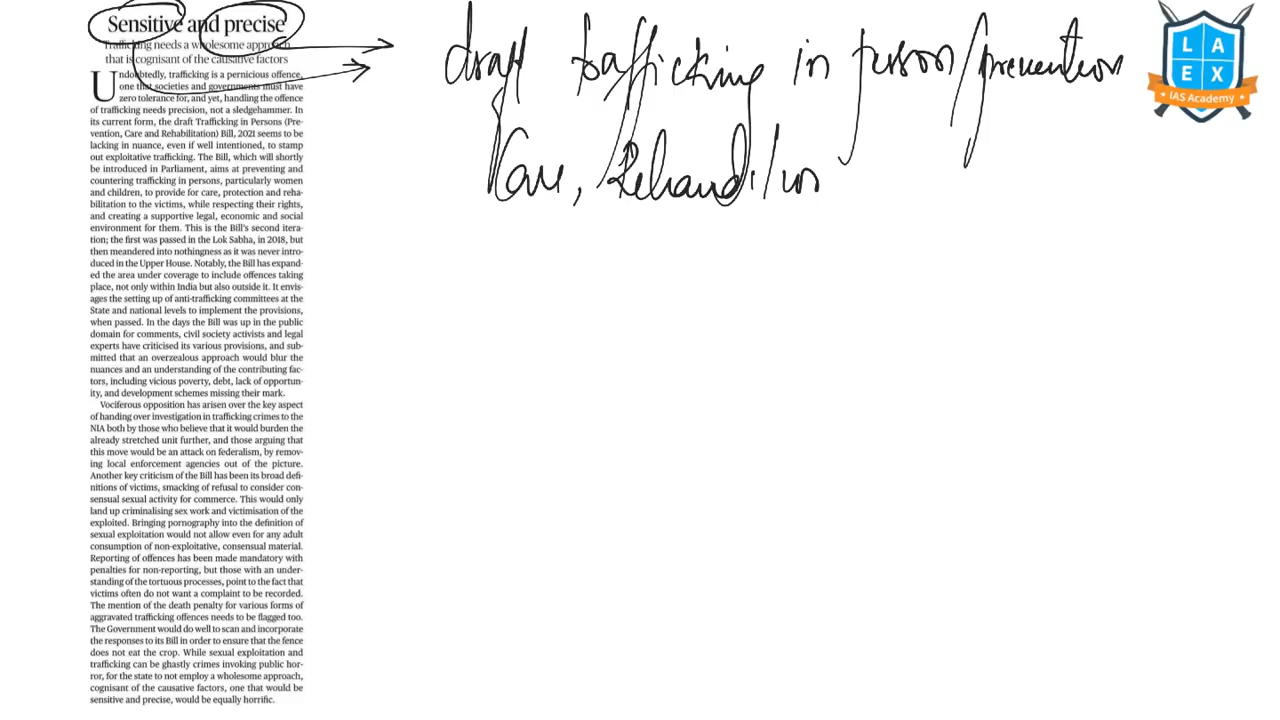 Sensitive and precise
Trafficking needs a wholesome approach
that is cognisant of the causative factors
Undoubtedly, trafficking is a pernicious offence,
one that societies and governments must have
zero tolerance for, and yet, handling the offence
of trafficking needs precision, not a sledgehammer. In
its current form, the draft Trafficking in Persons (Pre-
vention, Care and Rehabilitation) Bill, 2021 seems to be
lacking in nuance, even if well intentioned, to stamp
out exploitative trafficking. The Bill, which will shortly
be introduced in Parliament, aims at preventing and
countering trafficking in persons, particularly women
and children, to provide for care, protection and reha-
bilitation to the victims, while respecting their rights,
and creating a supportive legal, economic and social
environment for them. This is the Bill's second itera-
tion; the first was passed in the Lok Sabha, in 2018, but
then meandered into nothingness as it was never intro-
duced in the Upper House. Notably, the Bill has expand-
ed the area under coverage to include offences taking
place, not only within India but also outside it. It envis-
ages the setting up of anti-trafficking committees at the
State and national levels to implement the provisions,
when passed. In the days the Bill was up in the public
domain for comments, civil society activists and legal
experts have criticised its various provisions, and sub-
mitted that an overzealous approach would blur the
nuances and an understanding of the contributing fac-
tors, including vicious poverty, debt, lack of opportun-
ity, and development schemes missing their mark.
Vociferous opposition has arisen over the key aspect
of handing over investigation in trafficking crimes to the
NIA both by those who believe that it would burden the
already stretched unit further, and those arguing that
this move would be an attack on federalism, by remov-
ing local enforcement agencies out of the picture.
Another key criticism of the Bill has been its broad defi-
nitions of victims, smacking of refusal to consider con-
sensual sexual activity for commerce. This would only
land up criminalising sex work and victimisation of the
exploited. Bringing pornography into the definition of
sexual exploitation would not allow even for any adult
consumption of non-exploitative, consensual material.
Reporting of offences has been made mandatory with
penalties for non-reporting, but those with an under-
standing of the tortuous processes, point to the fact that
victims often do not want a complaint to be recorded.
The mention of the death penalty for various forms of
aggravated trafficking offences needs to be flagged too.
The Government would do well to scan and incorporate
the responses to its Bill in order to ensure that the fence
does not eat the crop. While sexual exploitation and
trafficking can be ghastly crimes invoking public hor-
ror, for the state to not employ a wholesome approach,
cognisant of the causative factors, one that would be
sensitive and precise, would be equally horrific.
draft trafficking in person/prevention
Care,
LAEX
IAS Academy